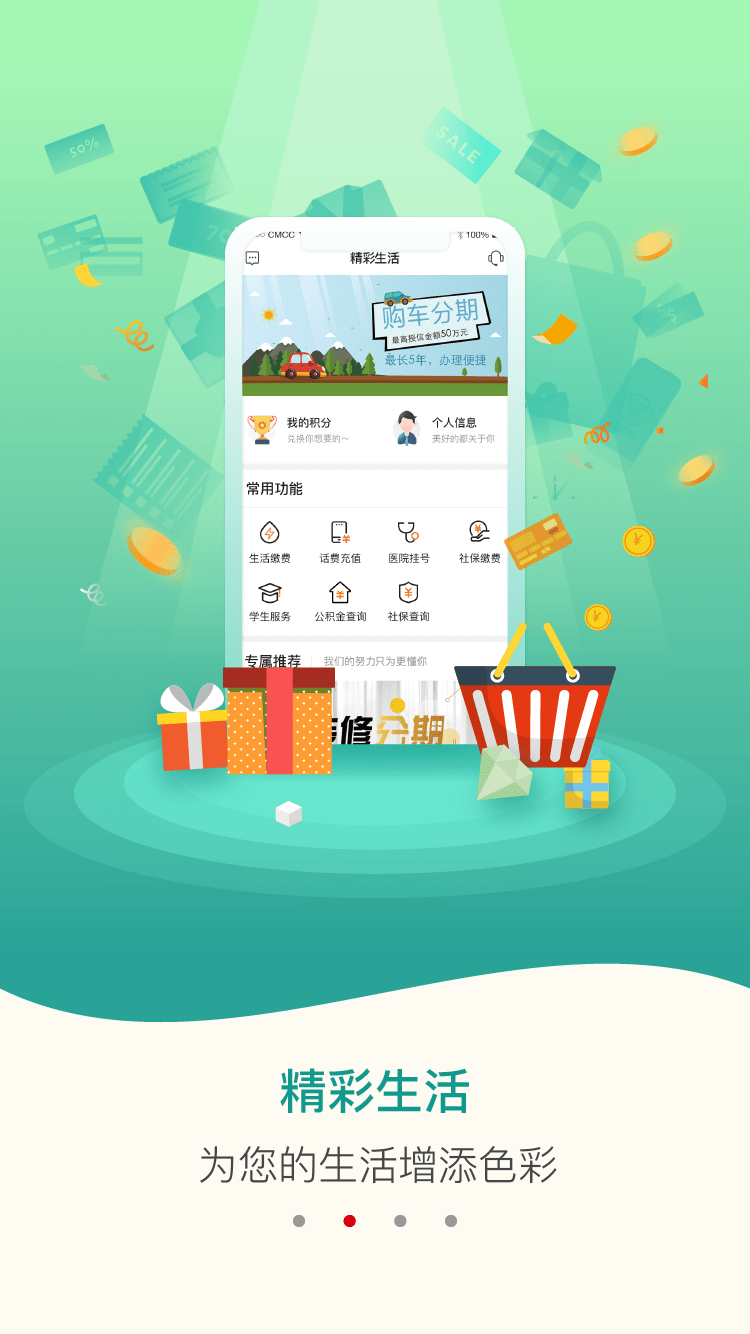 50%
SALE
70
CMCC
100%
精彩生活
购车分期
最高授信金额50万元
最长5年，办理便捷
我的积分
兑换你想要的～
个人信息
美好的都关于你
常用功能
生活缴费 话费充值 医院挂号 社保缴费
学生服务 公积金查询 社保查询
专属推荐 我们的努力只为更懂你
修分期
精彩生活
为您的生活增添色彩